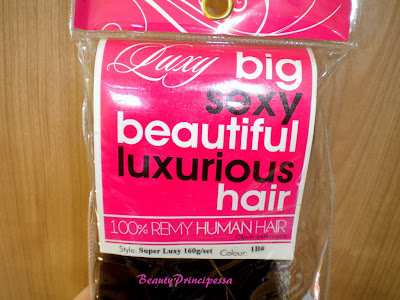 Luxy big
sexy
beautiful
luxurious
hair
100% REMY HUMAN HAIR
Style: Super Luxy 160g/set Colour: 1B#
BeautyPrincipessa